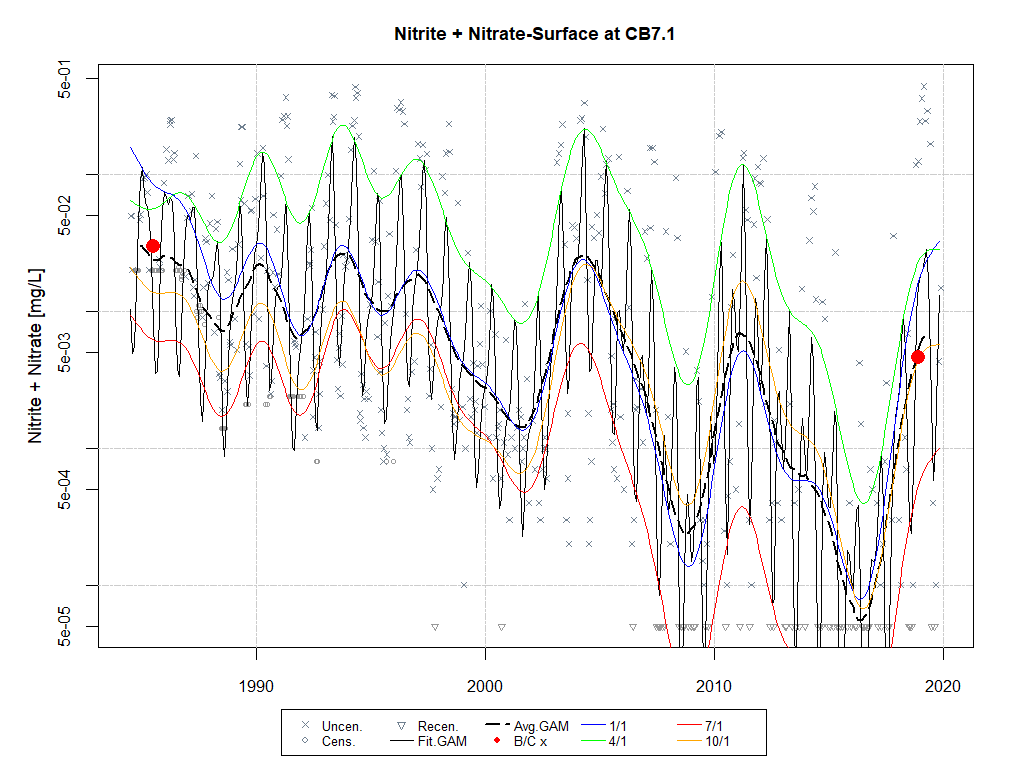 Nitrite + Nitrate-Surface at CB7.1
Nitrite + Nitrate [mg/L]
5e-01
5e-02
5e-03
5e-04
5e-05
1990 2000 2010 2020
Uncen. Recen. Avg.GAM 1/1 7/1
Cens. Fit.GAM B/C x 4/1 10/1